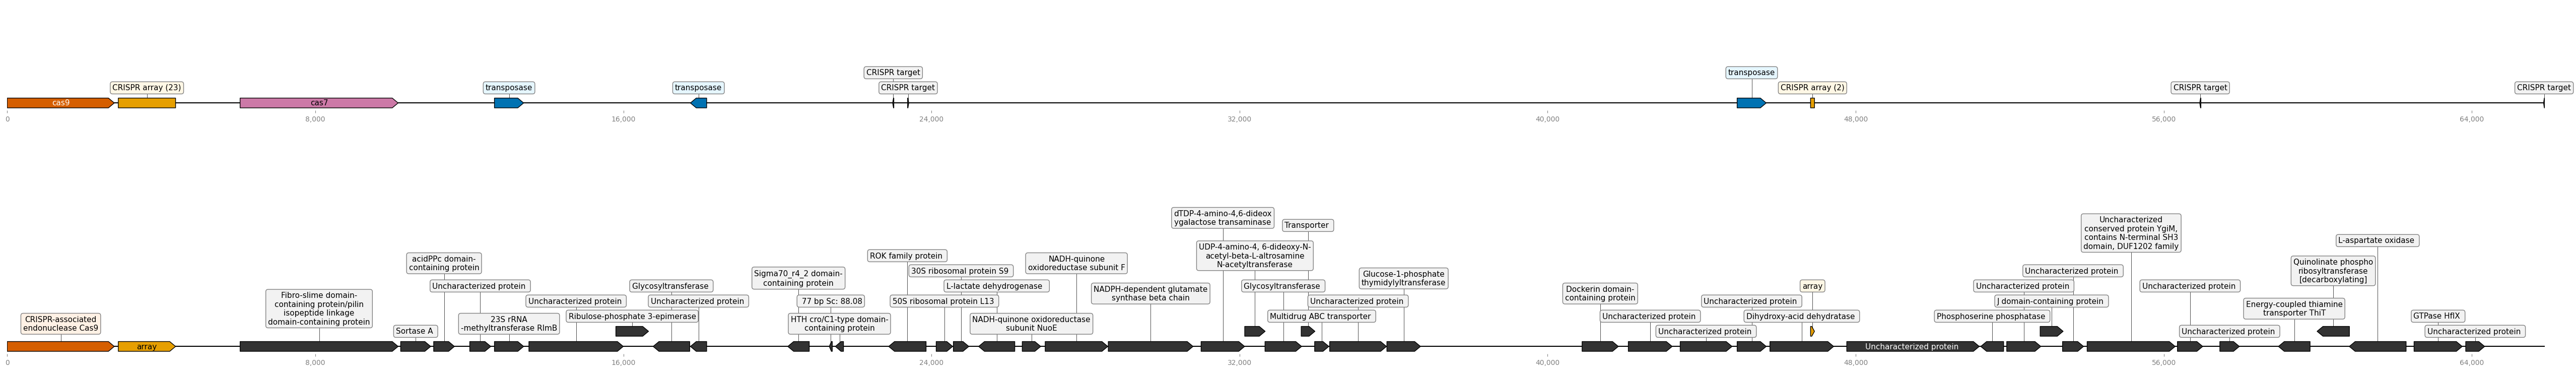 CRISPR target
CRISPR array (23)
transposase
transposase
CRISPR target
transposase
CRISPR array (2)
CRISPR target
CRISPR target
cas9
cas7
0
8,000
16,000
24,000
32,000
40,000
48,000
56,000
64,000
CRISPR-associated
endonuclease Cas9
array
Fibro-slime domain-
containing protein/pilin
isopeptide linkage
domain-containing protein
Sortase A
acidPPc domain-
containing protein
Uncharacterized protein
23S rRNA
-methyltransferase RlmB
Uncharacterized protein
Ribulose-phosphate 3-epimerase
Glycosyltransferase
Uncharacterized protein
Sigma70_r4_2 domain-
containing protein
77 bp Sc: 88.08
HTH cro/C1-type domain-
containing protein
ROK family protein
50S ribosomal protein L13
30S ribosomal protein S9
L-lactate dehydrogenase
NADH-quinone oxidoreductase
subunit NuoE
NADH-quinone
oxidoreductase subunit F
NADPH-dependent glutamate
synthase beta chain
dTDP-4-amino-4,6-dideox
ygalactose transaminase
UDP-4-amino-4, 6-dideoxy-N-
acetyl-beta-L-altrosamine
N-acetyltransferase
Glycosyltransferase
Transporter
Multidrug ABC transporter
Uncharacterized protein
Glucose-1-phosphate
thymidylyltransferase
Dockerin domain-
containing protein
Uncharacterized protein
Uncharacterized protein
Uncharacterized protein
Dihydroxy-acid dehydratase
array
Uncharacterized protein
Phosphoserine phosphatase
Uncharacterized protein
J domain-containing protein
Uncharacterized protein
Uncharacterized
conserved protein YgiM,
contains N-terminal SH3
domain, DUF1202 family
Uncharacterized protein
Uncharacterized protein
Energy-coupled thiamine
transporter ThiT
Quinolinate phospho
ribosyltransferase
[decarboxylating]
L-aspartate oxidase
GTPase HflX
Uncharacterized protein
0
8,000
16,000
24,000
32,000
40,000
48,000
56,000
64,000